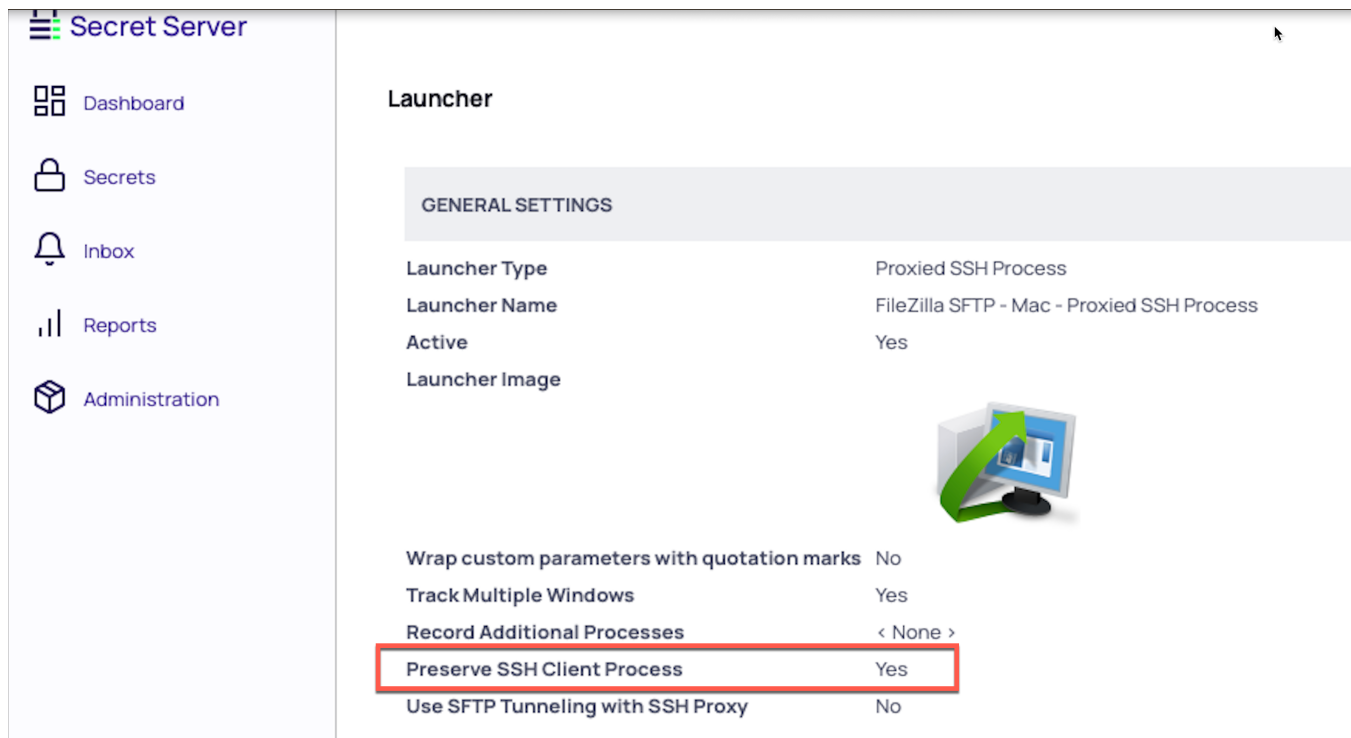 Secret Server
Dashboard
Secrets
Inbox
Reports
Administration
Launcher
GENERAL SETTINGS
Launcher Type Proxied SSH Process
Launcher Name FileZilla SFTP - Mac - Proxied SSH Process
Active Yes
Launcher Image
Wrap custom parameters with quotation marks No
Track Multiple Windows Yes
Record Additional Processes < None >
Preserve SSH Client Process Yes
Use SFTP Tunneling with SSH Proxy No